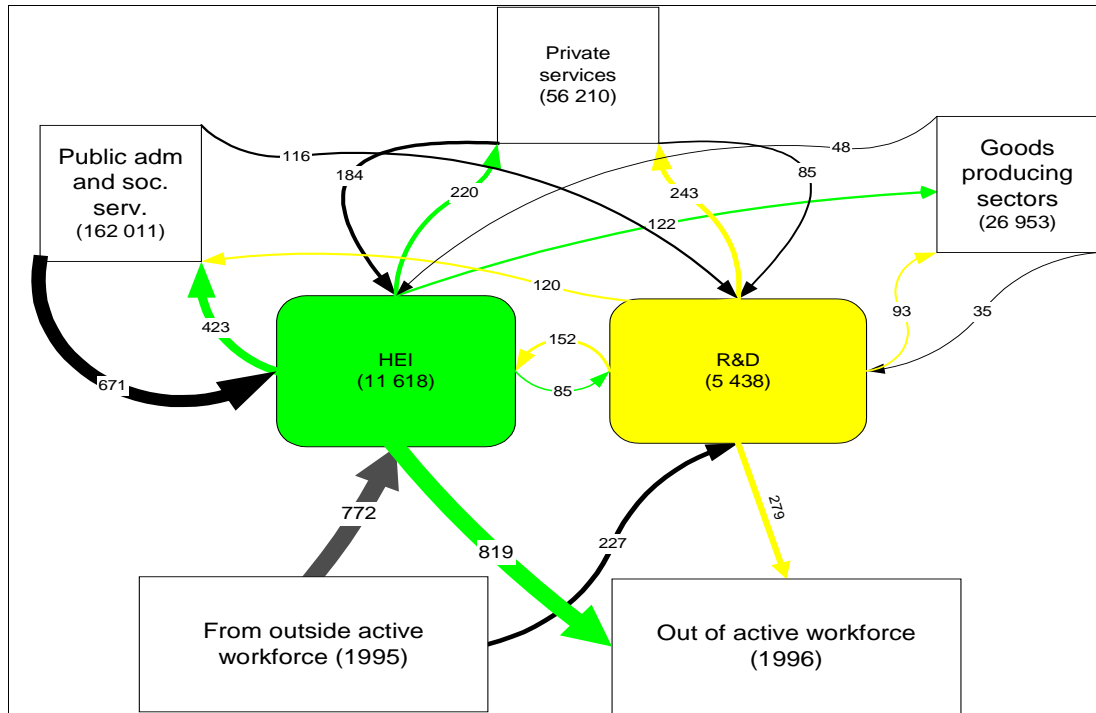 Private
services
(56 210)
Public adm
and soc.
serv.
(162 011)
Goods
producing
sectors
(26 953)
116
48
85
184
220
243
122
120
93
35
423
671
152
85
HEI
(11 618)
R&D
(5 438)
772
819
227
279
From outside active
workforce (1995)
Out of active workforce
(1996)